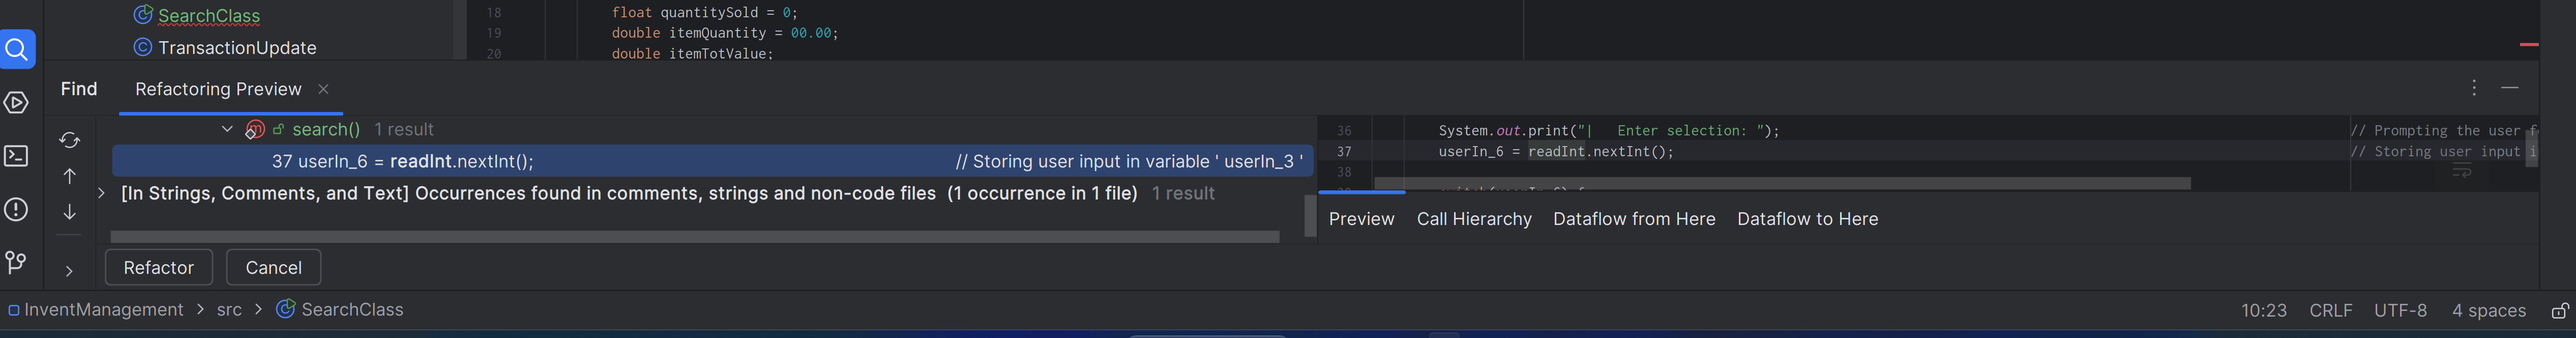 SearchClass
TransactionUpdate
18 float quantitySold = 0;
19 double itemQuantity = 00.00;
20 double itemTotValue;
Find Refactoring Preview
search() 1 result
37 userIn_6 = readInt.nextInt(); // Storing user input in variable ' userIn_3 '
[In Strings, Comments, and Text] Occurrences found in comments, strings and non-code files (1 occurrence in 1 file) 1 result
36 System.out.print("|   Enter selection: "); // Prompting the user f
37 userIn_6 = readInt.nextInt(); // Storing user input i
38
Preview Call Hierarchy Dataflow from Here Dataflow to Here
Refactor Cancel
InventManagement > src > SearchClass 10:23 CRLF UTF-8 4 spaces